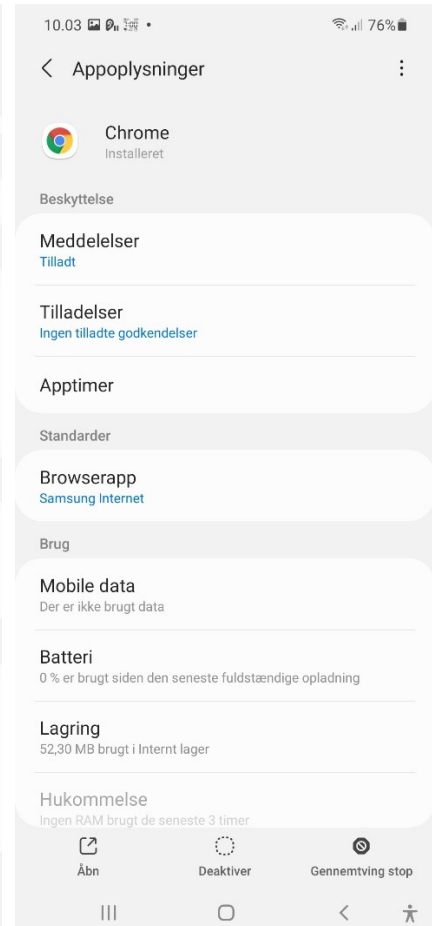 10.03 76%
Appoplysninger
Chrome
Installeret
Beskyttelse
Meddelelser
Tilladt
Tilladelser
Ingen tilladte godkendelser
Apptimer
Standarder
Browserapp
Samsung Internet
Brug
Mobile data
Der er ikke brugt data
Batteri
0 % er brugt siden den seneste fuldstændige opladning
Lagring
52,30 MB brugt i Internt lager
Hukommelse
Ingen RAM brugt de seneste 3 timer
Åbn Deaktiver Gennemtving stop